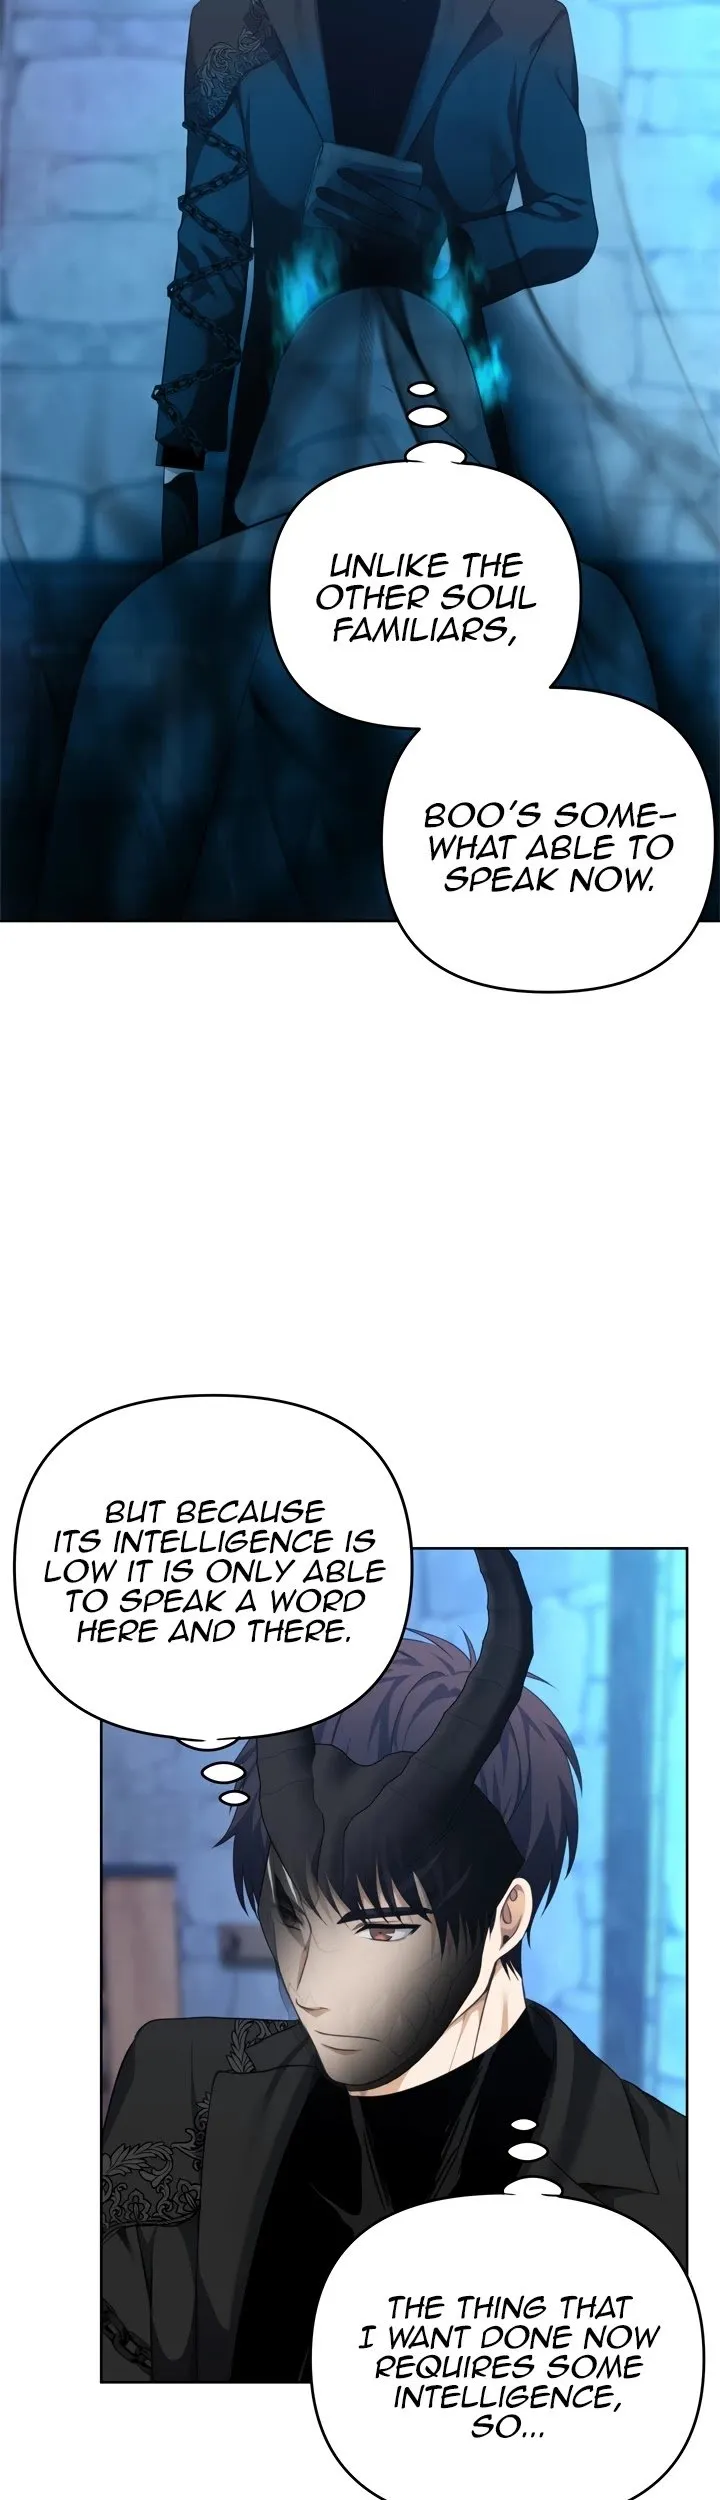 UNLIKE THE
OTHER SOUL
FAMILIARS,
BOO'S SOME-
WHAT ABLE TO
SPEAK NOW.
BUT BECAUSE
ITS INTELLIGENCE IS
LOW IT IS ONLY ABLE
TO SPEAK A WORD
HERE AND THERE.
THE THING THAT
I WANT DONE NOW
REQUIRES SOME
INTELLIGENCE,
SO...